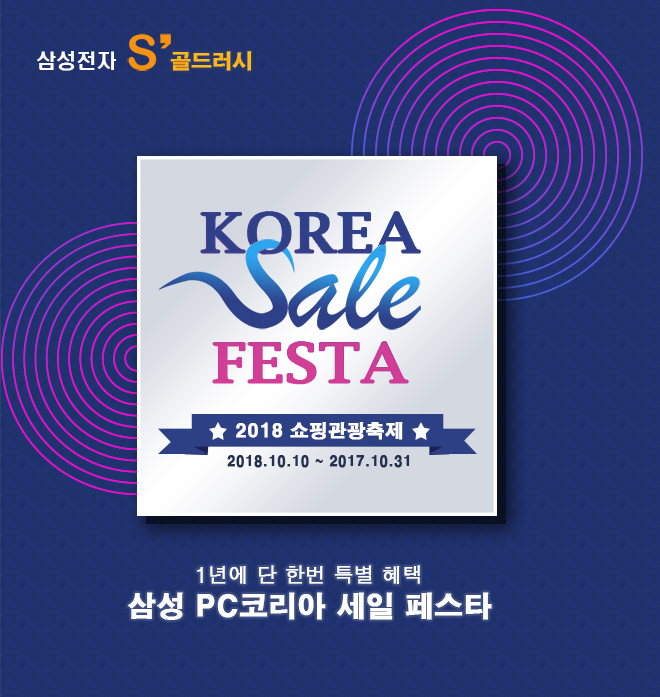 삼성전자 S’골드러시
KOREA
Sale
FESTA
★ 2018 쇼핑관광축제 ★
2018.10.10 ~ 2017.10.31
1년에 단 한번 특별 혜택
삼성 PC코리아 세일 페스타